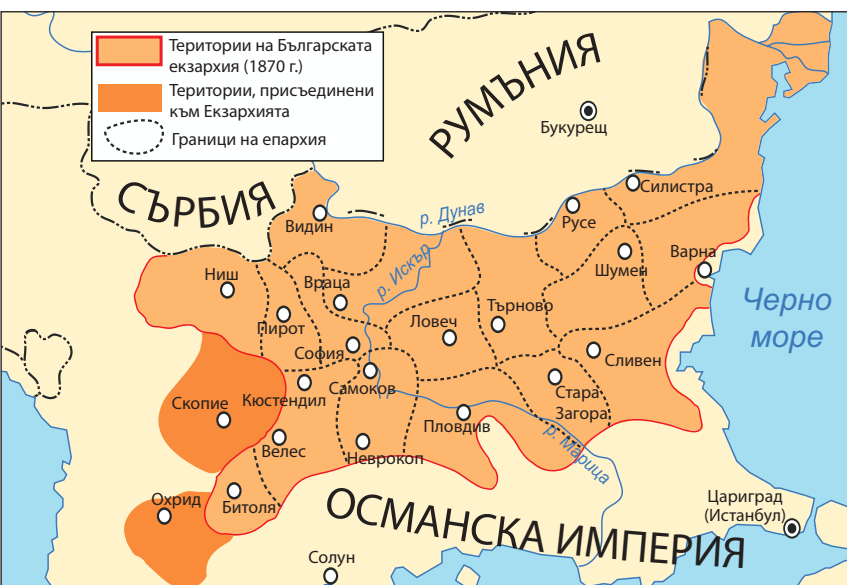 Територии на Българската
екзархия (1870 г.)
Територии, присъединени
към Екзархията
Граници на епархия
РУМЪНИЯ
Букурещ
СЪРБИЯ
Силистра
р. Дунав
Видин
Русе
р. Искър
Варна
Шумен
Ниш
Враца
Черно
море
Търново
Пирот
Ловеч
София
Сливен
Самоков
Скопие
Кюстендил
Стара
Загора
Пловдив
р. Марица
Велес
Неврокоп
Охрид
Битоля
ОСМАНСКА ИМПЕРИЯ
Цариград
(Истанбул)
Солун